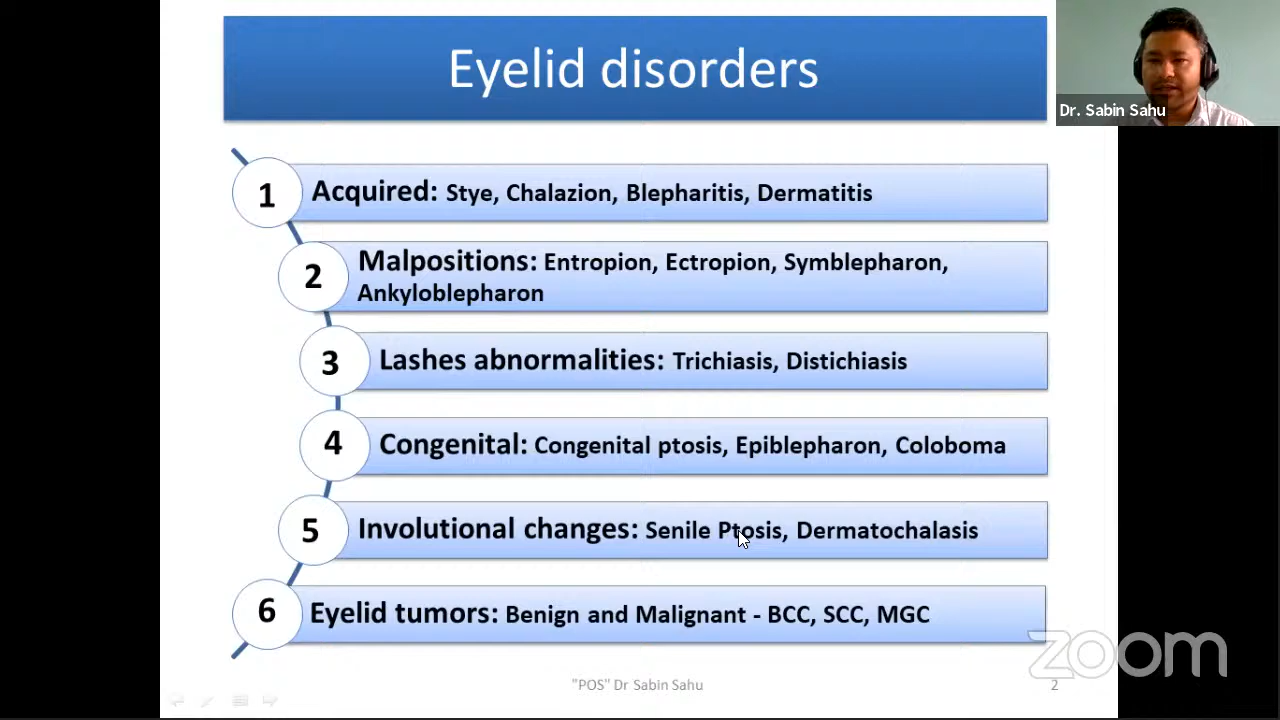 Eyelid disorders
Dr. Sabin Sahu
1 Acquired: Stye, Chalazion, Blepharitis, Dermatitis
2 Malpositions: Entropion, Ectropion, Symblepharon,
Ankyloblepharon
3 Lashes abnormalities: Trichiasis, Distichiasis
4 Congenital: Congenital ptosis, Epiblepharon, Coloboma
5 Involutional changes: Senile Ptosis, Dermatochalasis
6 Eyelid tumors: Benign and Malignant - BCC, SCC, MGC
zoom
"POS" Dr Sabin Sahu
2